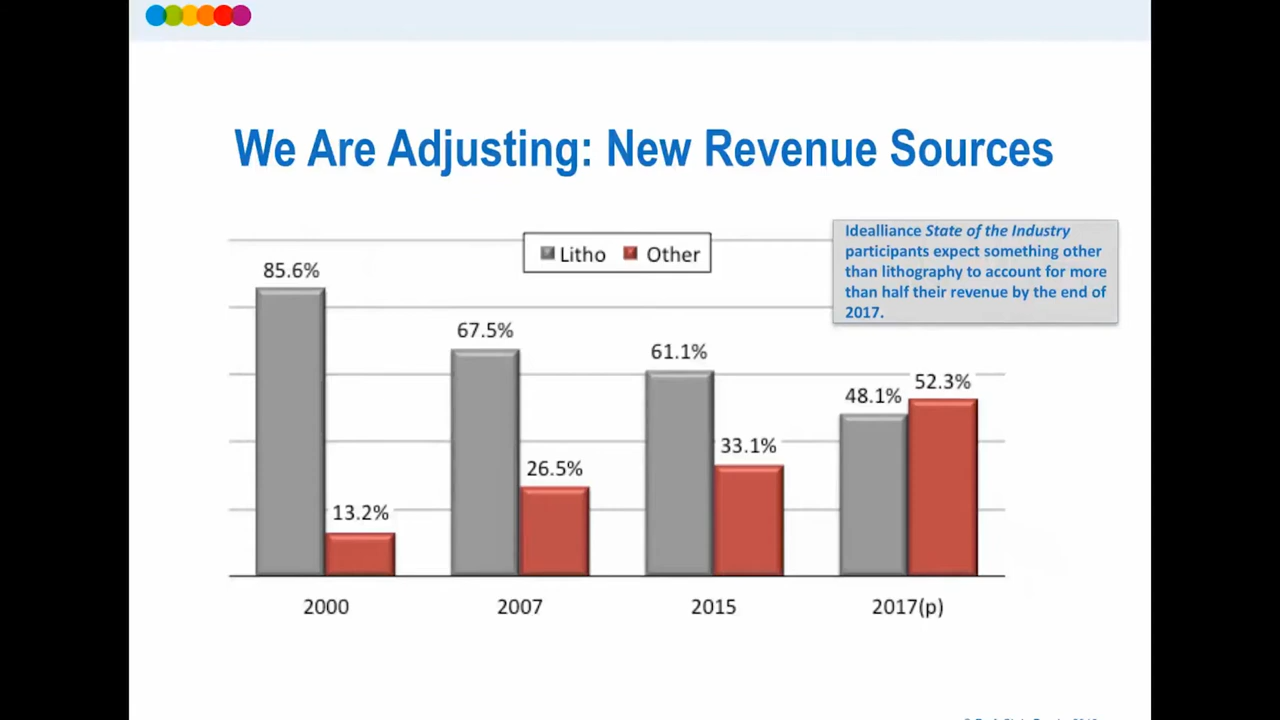 We Are Adjusting: New Revenue Sources
Litho Other
Idealliance State of the Industry
participants expect something other
than lithography to account for more
than half their revenue by the end of
2017.
85.6%
13.2%
67.5%
26.5%
61.1%
33.1%
48.1%
52.3%
2000
2007
2015
2017(p)